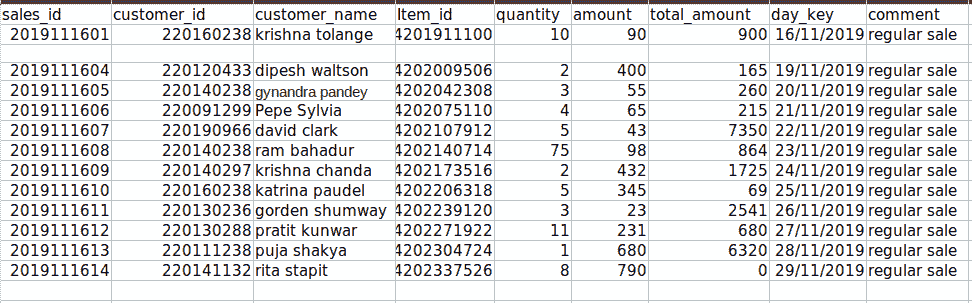 sales_id customer_id customer_name Item_id quantity amount total_amount day_key comment
2019111601 220160238 krishna tolange 4201911100 10 90 900 16/11/2019 regular sale
2019111604 220120433 dipesh waltson 4202009506 2 400 165 19/11/2019 regular sale
2019111605 220140238 gynandra pandey 4202042308 3 55 260 20/11/2019 regular sale
2019111606 220091299 Pepe Sylvia 4202075110 4 65 215 21/11/2019 regular sale
2019111607 220190966 david clark 4202107912 5 43 7350 22/11/2019 regular sale
2019111608 220140238 ram bahadur 4202140714 75 98 864 23/11/2019 regular sale
2019111609 220140297 krishna chanda 4202173516 2 432 1725 24/11/2019 regular sale
2019111610 220160238 katrina paudel 4202206318 5 345 69 25/11/2019 regular sale
2019111611 220130236 gorden shumway 4202239120 3 23 2541 26/11/2019 regular sale
2019111612 220130288 pratit kunwar 4202271922 11 231 680 27/11/2019 regular sale
2019111613 220111238 puja shakya 4202304724 1 680 6320 28/11/2019 regular sale
2019111614 220141132 rita stapit 4202337526 8 790 0 29/11/2019 regular sale